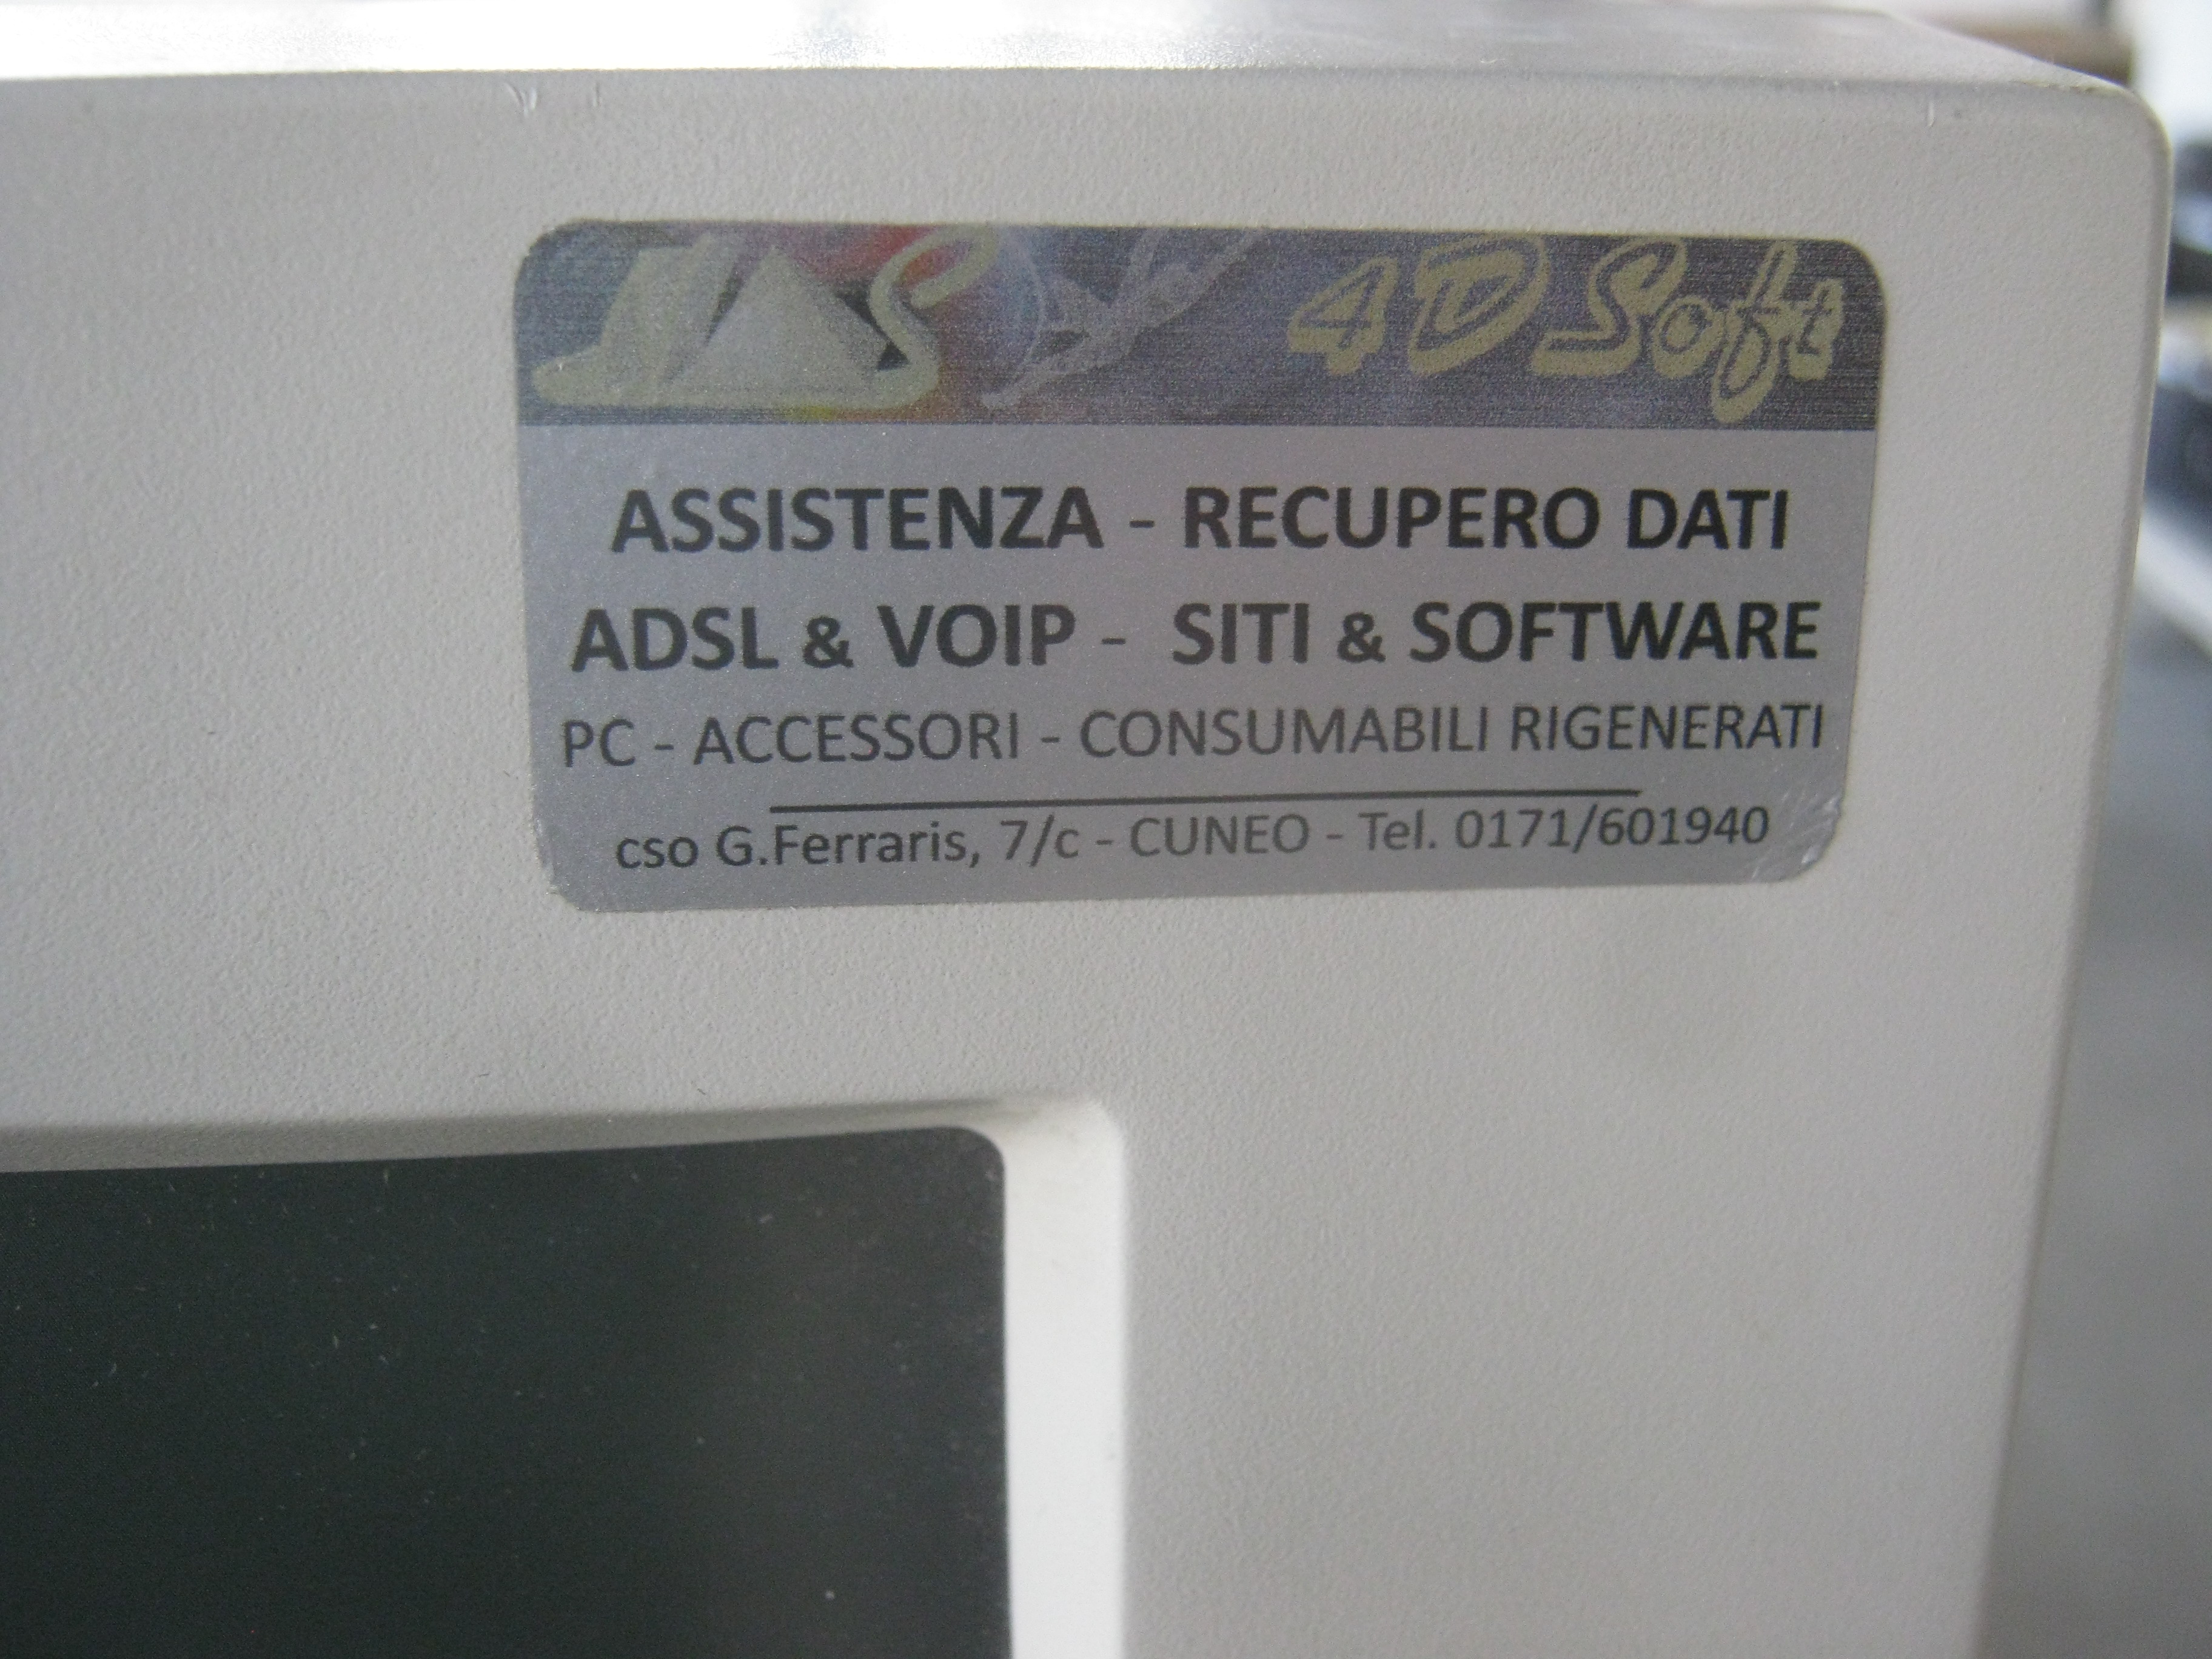 4D Soft
ASSISTENZA - RECUPERO DATI
ADSL & VOIP - SITI & SOFTWARE
PC - ACCESSORI - CONSUMABILI RIGENERATI
cso G.Ferraris, 7/c - CUNEO - Tel. 0171/601940